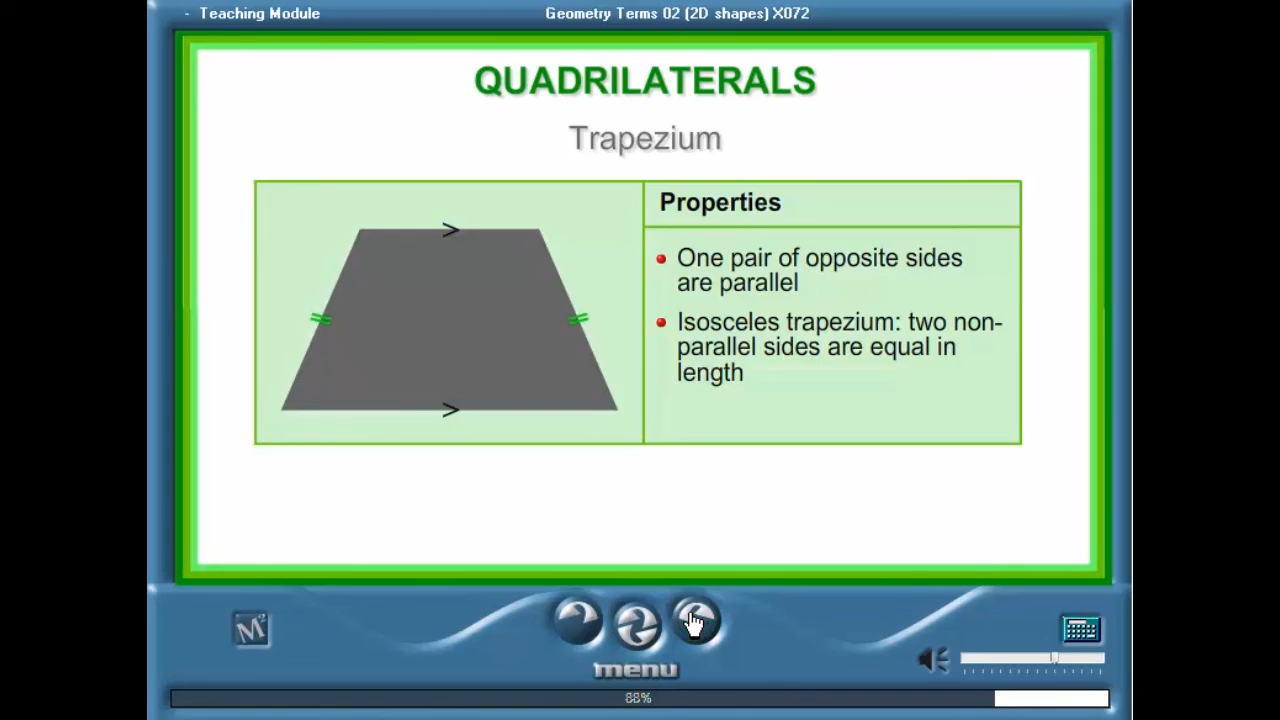 - Teaching Module
Geometry Terms 02 (2D shapes) X072
QUADRILATERALS
Trapezium
Properties
One pair of opposite sides
are parallel
Isosceles trapezium: two non-
parallel sides are equal in
length
M²
menu
88%